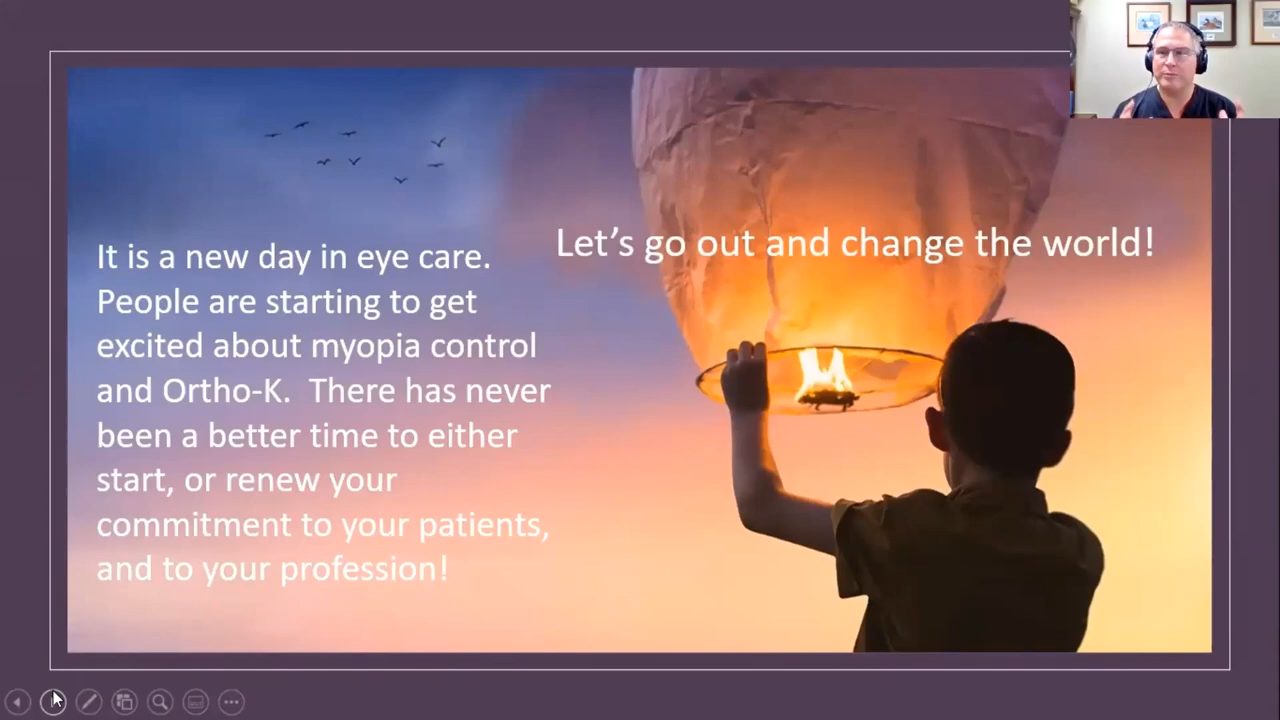 It is a new day in eye care.
People are starting to get
excited about myopia control
and Ortho-K.  There has never
been a better time to either
start, or renew your
commitment to your patients,
and to your profession!
Let’s go out and change the world!